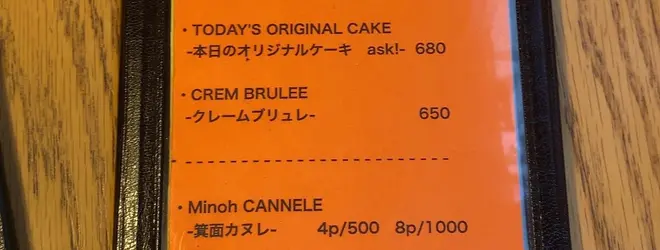 ・TODAY'S ORIGINAL CAKE
-本日のオリジナルケーキ ask!- 680
・CREM BRULEE
-クレームブリュレ- 650
・Minoh CANNELE
-箕面カヌレ- 4p/500 8p/1000